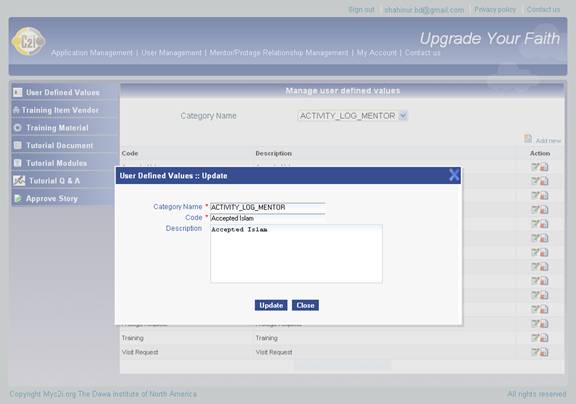 Sign out | shahinur.bd@gmail.com | Privacy policy | Contact us
C2I
Upgrade Your Faith
Application Management | User Management | Mentor/Protage Relationship Management | My Account | Contact us
User Defined Values
Training Item Vendor
Training Material
Tutorial Document
Tutorial Modules
Tutorial Q & A
Approve Story
Manage user defined values
Category Name ACTIVITY_LOG_MENTOR
Add new
Code Description Action
User Defined Values :: Update X
Category Name * ACTIVITY_LOG_MENTOR
Code * Accepted Islam
Description Accepted Islam
Update Close
Training Training
Visit Request Visit Request
Copyright Myc2i.org The Dawa Institute of North America All rights reserved